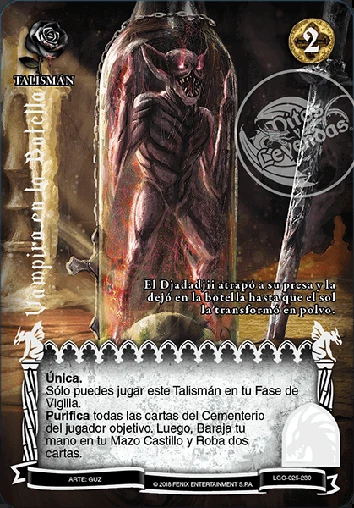 2
TALISMAN
Mitos y
Leyendas
Vampiro en la Botella
El Djadadjii atrapó a su presa y la
dejó en la botella hasta que el sol
la transformó en polvo.
Única.
Sólo puedes jugar este Talismán en tu Fase de
Vigilia.
Purifica todas las cartas del Cementerio
del jugador objetivo. Luego, Baraja tu
mano en tu Mazo Castillo y Roba dos
cartas.
ARTE: GUZ